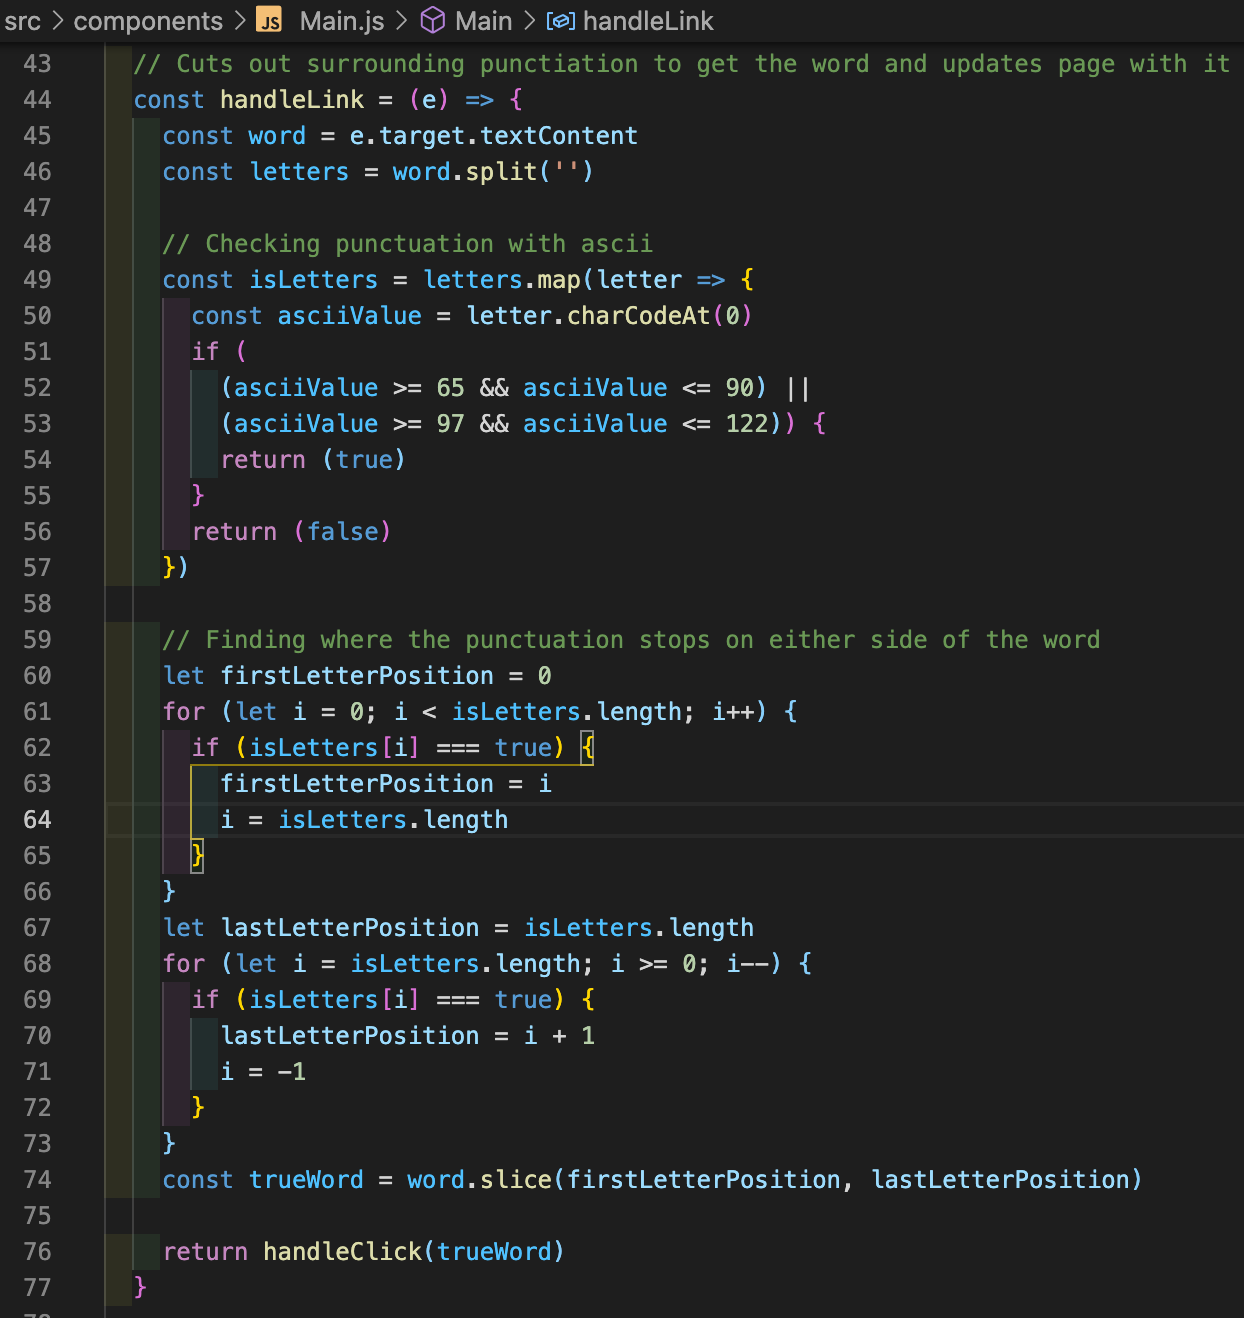 src > components > JS Main.js > Main > handleLink
43 // Cuts out surrounding punctiation to get the word and updates page with it
44 const handleLink = (e) => {
45 const word = e.target.textContent
46 const letters = word.split('')
47
48 // Checking punctuation with ascii
49 const isLetters = letters.map(letter => {
50 const asciiValue = letter.charCodeAt(0)
51 if (
52 (asciiValue >= 65 && asciiValue <= 90) ||
53 (asciiValue >= 97 && asciiValue <= 122)) {
54 return (true)
55 }
56 return (false)
57 })
58
59 // Finding where the punctuation stops on either side of the word
60 let firstLetterPosition = 0
61 for (let i = 0; i < isLetters.length; i++) {
62 if (isLetters[i] === true) {
63 firstLetterPosition = i
64 i = isLetters.length
65 }
66 }
67 let lastLetterPosition = isLetters.length
68 for (let i = isLetters.length; i >= 0; i--) {
69 if (isLetters[i] === true) {
70 lastLetterPosition = i + 1
71 i = -1
72 }
73 }
74 const trueWord = word.slice(firstLetterPosition, lastLetterPosition)
75
76 return handleClick(trueWord)
77 }